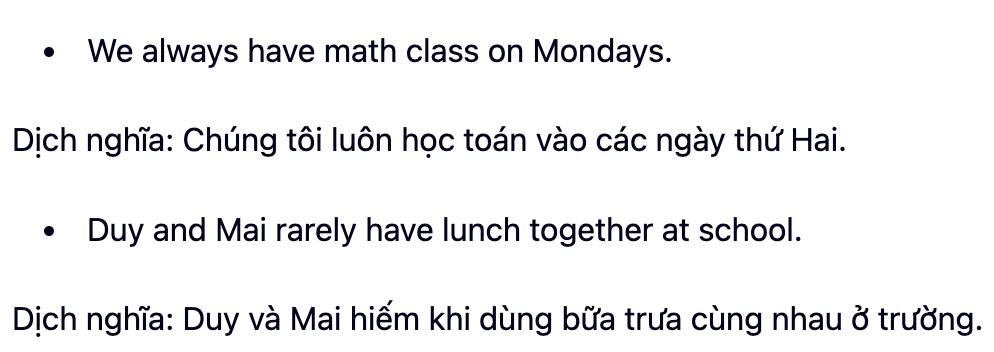 • We always have math class on Mondays.
Dịch nghĩa: Chúng tôi luôn học toán vào các ngày thứ Hai.
• Duy and Mai rarely have lunch together at school.
Dịch nghĩa: Duy và Mai hiếm khi dùng bữa trưa cùng nhau ở trường.